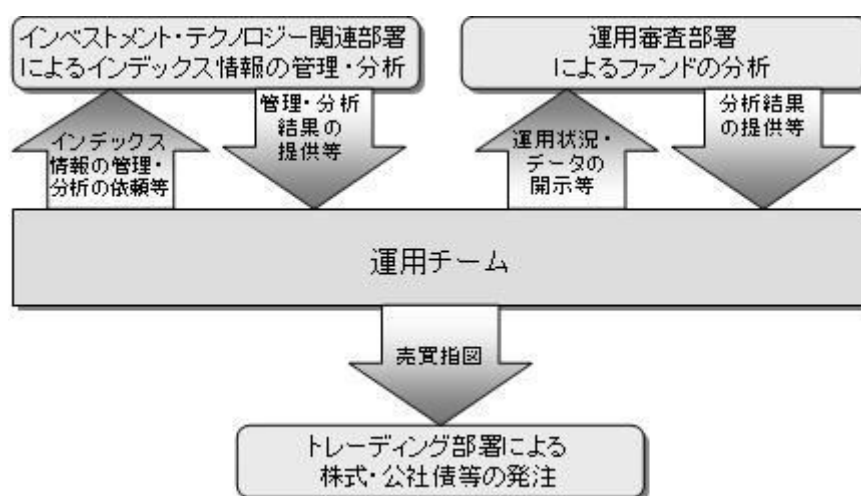 インベストメント・テクノロジー関連部署
によるインデックス情報の管理・分析
運用審査部署
によるファンドの分析
インデックス
情報の管理・
分析の依頼等
管理・分析
結果の
提供等
運用状況・
データの
開示等
分析結果
の提供等
運用チーム
売買指図
トレーディング部署による
株式・公社債等の発注